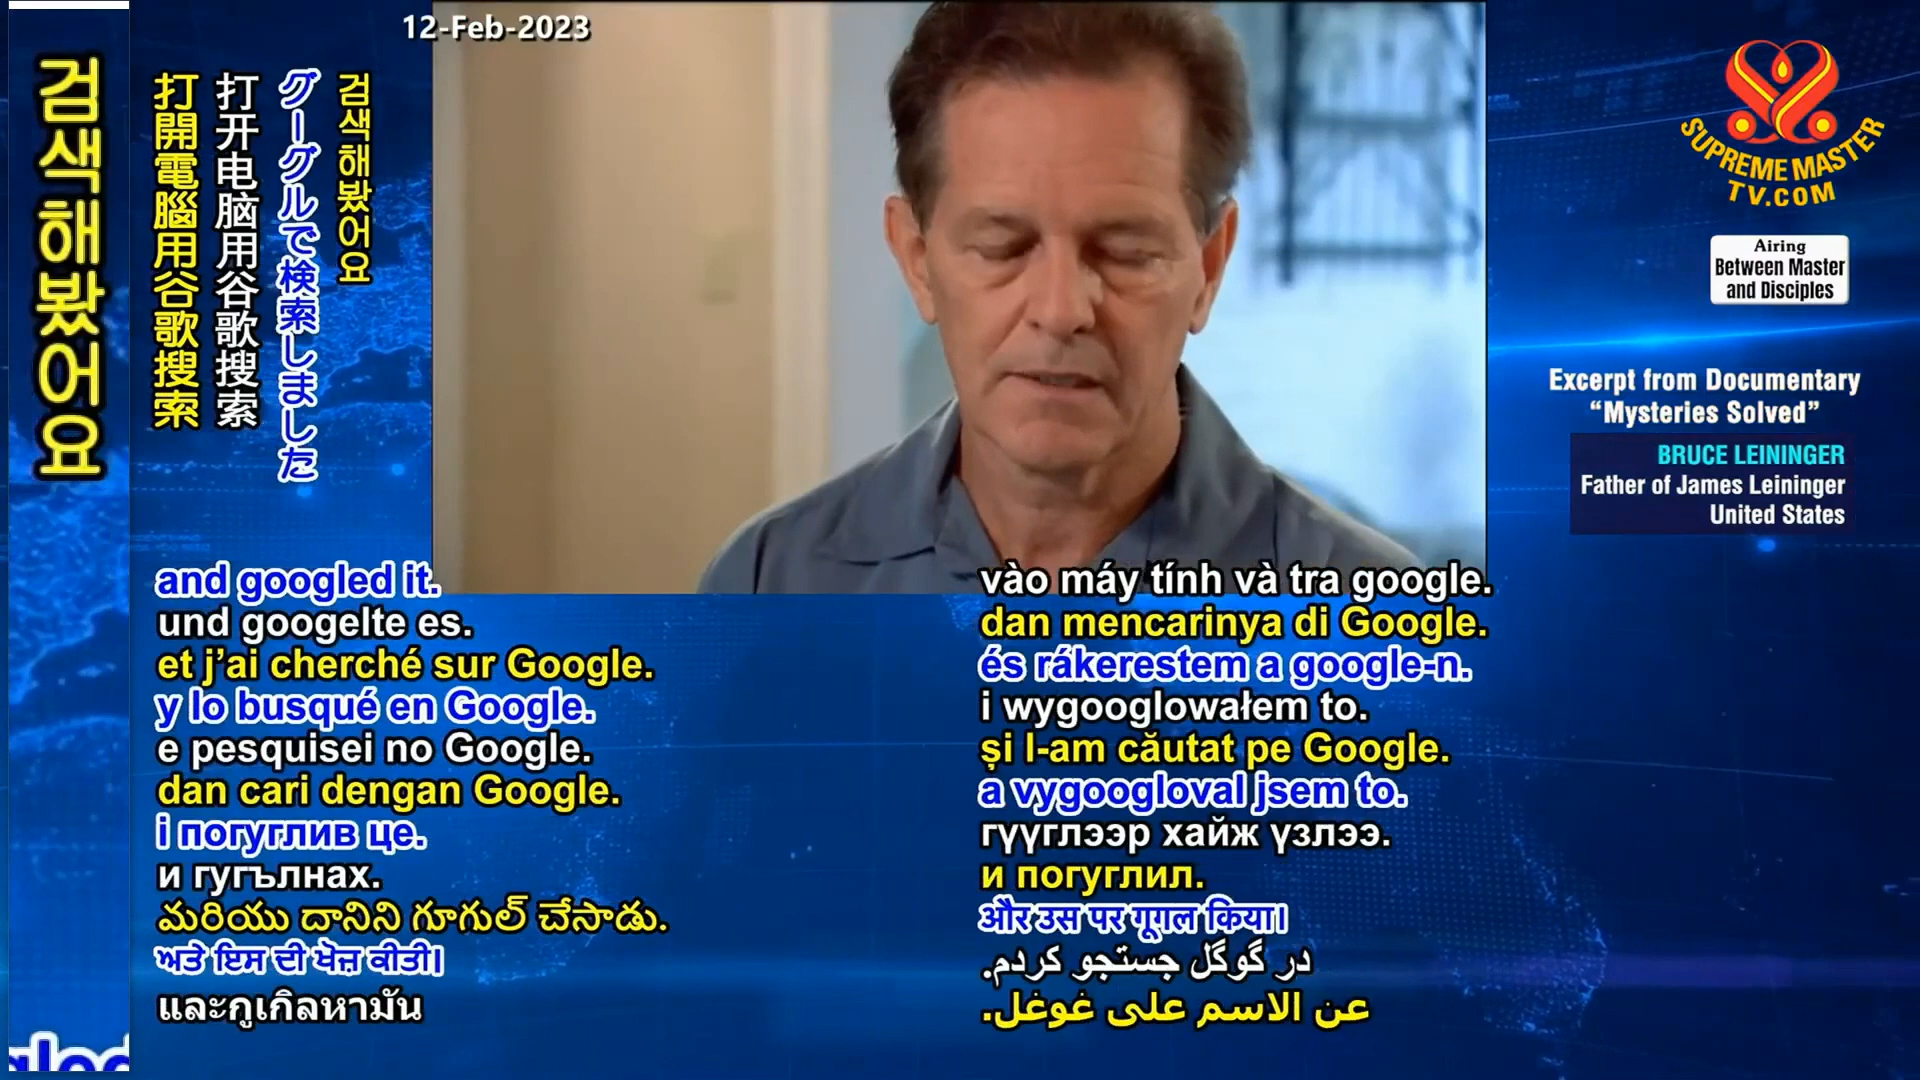 12-Feb-2023
검색해봤어요
打開電腦用谷歌搜索
打开电脑用谷歌搜索
グーグルで検索しました
검색해봤어요
SUPREME MASTER
TV.COM
Airing
Between Master
and Disciples
Excerpt from Documentary
“Mysteries Solved”
BRUCE LEININGER
Father of James Leininger
United States
and googled it.
und googelte es.
et j’ai cherché sur Google.
y lo busqué en Google.
e pesquisei no Google.
dan cari dengan Google.
і погуглив це.
и гугълнах.
మరియు దానిని గూగుల్ చేసాడు.
ਅਤੇ ਇਸ ਦੀ ਖੋਜ਼ ਕੀਤੀ।
และกูเกิลหามัน
vào máy tính và tra google.
dan mencarinya di Google.
és rákerestem a google-n.
i wygooglowałem to.
și l-am căutat pe Google.
a vygoogloval jsem to.
гүүглээр хайж үзлээ.
и погуглил.
और उस पर गूगल किया।
در گوگل جستجو کردم.
عن الاسم على غوغل.